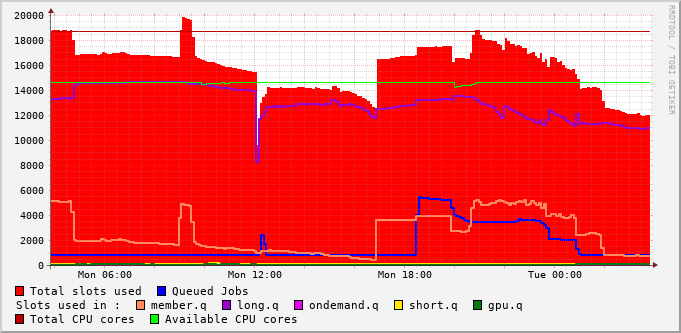 20000
18000
16000
14000
12000
10000
8000
6000
4000
2000
0
Mon 06:00 Mon 12:00 Mon 18:00 Tue 00:00
RRDTOOL / TOBI OETIKER
Total slots used Queued Jobs
Slots used in : member.q long.q ondemand.q short.q gpu.q
Total CPU cores Available CPU cores